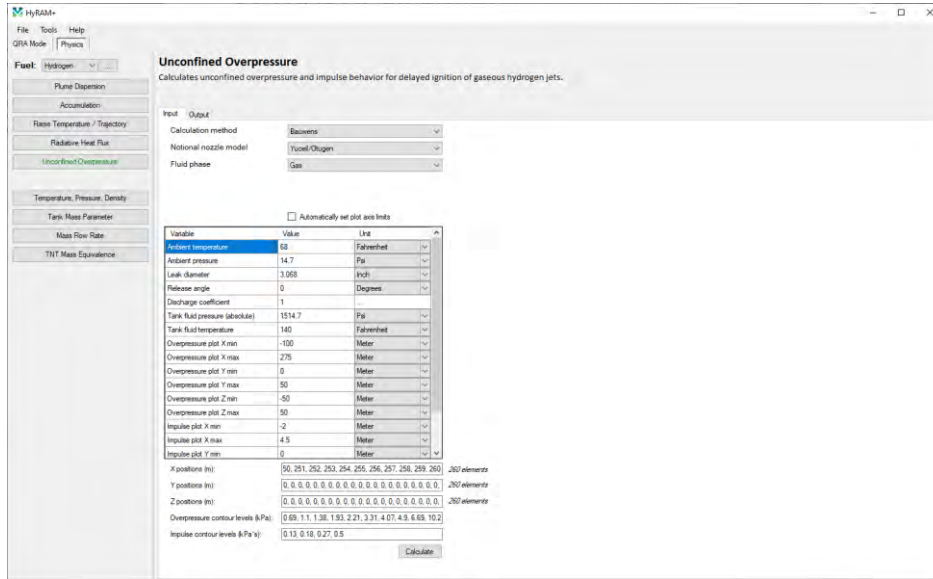 HyRAM+
File Tools Help
QRA Mode Physics
Fuel: Hydrogen ...
Plume Dispersion
Accumulation
Flame Temperature / Trajectory
Radiative Heat Flux
Unconfined Overpressure
Temperature, Pressure, Density
Tank Mass Parameter
Mass Flow Rate
TNT Mass Equivalence
Unconfined Overpressure
Calculates unconfined overpressure and impulse behavior for delayed ignition of gaseous hydrogen jets.
Input Output
Calculation method Bauwens
Notional nozzle model Yuceil/Otugen
Fluid phase Gas
Automatically set plot axis limits
Variable Value Unit
Ambient temperature 68 Fahrenheit
Ambient pressure 14.7 Psi
Leak diameter 3.068 Inch
Release angle 0 Degrees
Discharge coefficient 1 ...
Tank fluid pressure (absolute) 1514.7 Psi
Tank fluid temperature 140 Fahrenheit
Overpressure plot X min -100 Meter
Overpressure plot X max 275 Meter
Overpressure plot Y min 0 Meter
Overpressure plot Y max 50 Meter
Overpressure plot Z min -50 Meter
Overpressure plot Z max 50 Meter
Impulse plot X min -2 Meter
Impulse plot X max 4.5 Meter
Impulse plot Y min 0 Meter
X positions (m): 50, 251, 252, 253, 254, 255, 256, 257, 258, 259, 260 260 elements
Y positions (m): 0, 0, 0, 0, 0, 0, 0, 0, 0, 0, 0, 0, 0, 0, 0, 0, 0, 0, 0, 0, 0, 260 elements
Z positions (m): 0, 0, 0, 0, 0, 0, 0, 0, 0, 0, 0, 0, 0, 0, 0, 0, 0, 0, 0, 0, 0, 260 elements
Overpressure contour levels (kPa): 0.69, 1.1, 1.38, 1.93, 2.21, 3.31, 4.07, 4.9, 6.69, 10.2
Impulse contour levels (kPa*s): 0.13, 0.18, 0.27, 0.5
Calculate